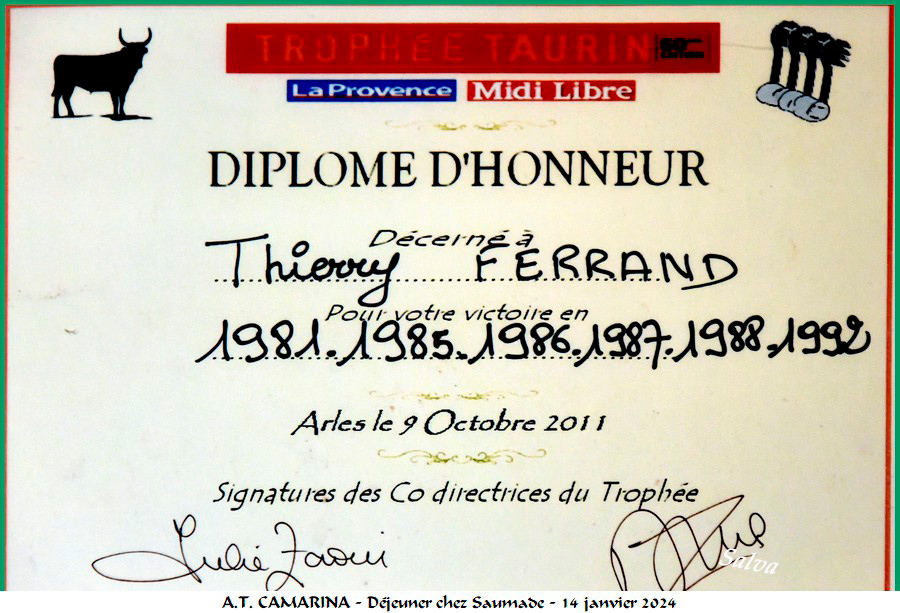 TROPHÉE TAURIN
La Provence Midi Libre
DIPLOME D'HONNEUR
Décerné à
Thierry FERRAND
Pour votre victoire en
1981.1985.1986.1987.1988.1992
Arles le 9 Octobre 2011
Signatures des Co directrices du Trophée
Julie Zaoui
Salva
A.T. CAMARINA - Déjeuner chez Saumade - 14 janvier 2024